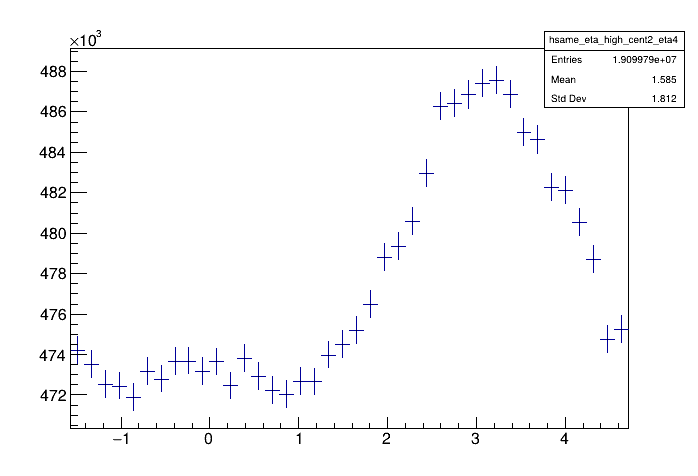 ×10³
hsame_eta_high_cent2_eta4
Entries 1.909979e+07
Mean 1.585
Std Dev 1.812
488
486
484
482
480
478
476
474
472
−1 0 1 2 3 4